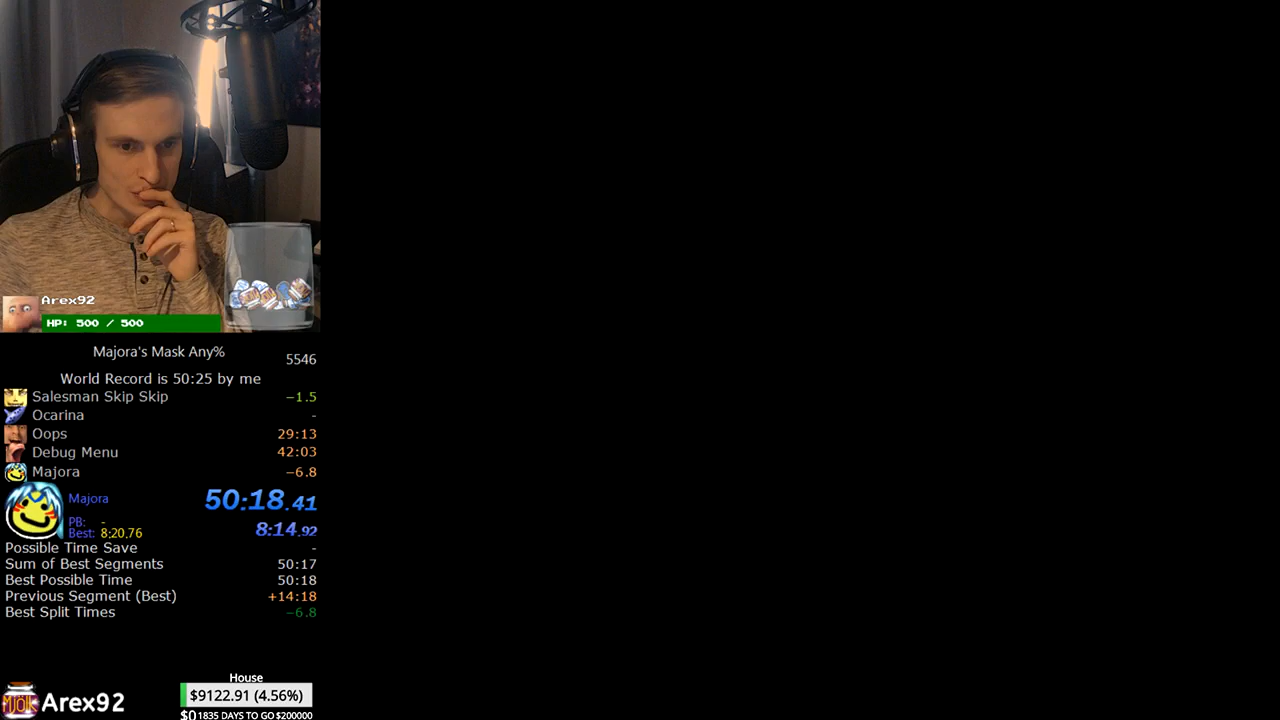 Arex92
HP: 500 / 500
Majora's Mask Any%
5546
World Record is 50:25 by me
Salesman Skip Skip −1.5
Ocarina -
Oops 29:13
Debug Menu 42:03
Majora −6.8
Majora 50:18.41
PB: -
Best: 8:20.76 8:14.92
Possible Time Save -
Sum of Best Segments 50:17
Best Possible Time 50:18
Previous Segment (Best) +14:18
Best Split Times −6.8
House
MJÖLK Arex92 $9122.91 (4.56%)
$0 1835 DAYS TO GO $200000